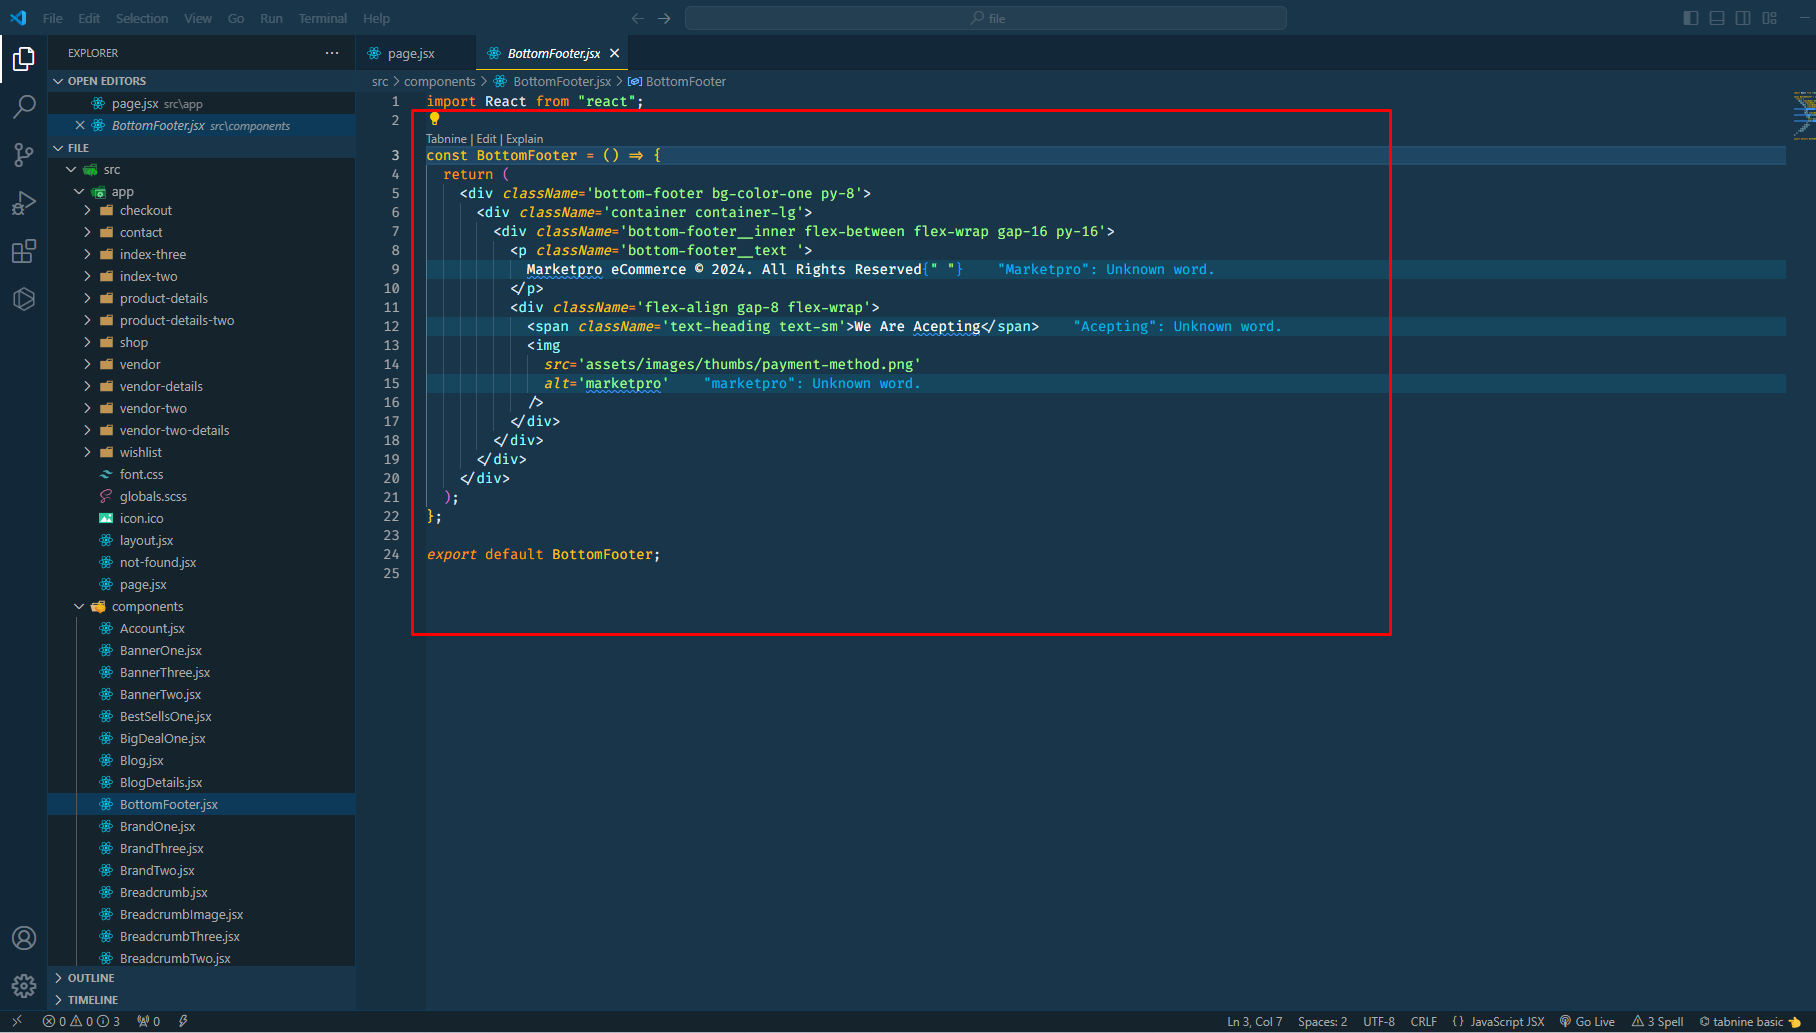 File Edit Selection View Go Run Terminal Help
file
EXPLORER
OPEN EDITORS
page.jsx src\app
BottomFooter.jsx src\components
FILE
src
app
checkout
contact
index-three
index-two
product-details
product-details-two
shop
vendor
vendor-details
vendor-two
vendor-two-details
wishlist
font.css
globals.scss
icon.ico
layout.jsx
not-found.jsx
page.jsx
components
Account.jsx
BannerOne.jsx
BannerThree.jsx
BannerTwo.jsx
BestSellsOne.jsx
BigDealOne.jsx
Blog.jsx
BlogDetails.jsx
BottomFooter.jsx
BrandOne.jsx
BrandThree.jsx
BrandTwo.jsx
Breadcrumb.jsx
BreadcrumbImage.jsx
BreadcrumbThree.jsx
BreadcrumbTwo.jsx
OUTLINE
TIMELINE
page.jsx BottomFooter.jsx
src > components > BottomFooter.jsx > BottomFooter
1 import React from "react";
2
Tabnine | Edit | Explain
3 const BottomFooter = () => {
4 return (
5 <div className='bottom-footer bg-color-one py-8'>
6 <div className='container container-lg'>
7 <div className='bottom-footer__inner flex-between flex-wrap gap-16 py-16'>
8 <p className='bottom-footer__text '>
9 Marketpro eCommerce © 2024. All Rights Reserved{" "} "Marketpro": Unknown word.
10 </p>
11 <div className='flex-align gap-8 flex-wrap'>
12 <span className='text-heading text-sm'>We Are Acepting</span> "Acepting": Unknown word.
13 <img
14 src='assets/images/thumbs/payment-method.png'
15 alt='marketpro' "marketpro": Unknown word.
16 />
17 </div>
18 </div>
19 </div>
20 </div>
21 );
22 };
23
24 export default BottomFooter;
25
0 0 3 0
Ln 3, Col 7 Spaces: 2 UTF-8 CRLF {} JavaScript JSX Go Live 3 Spell tabnine basic